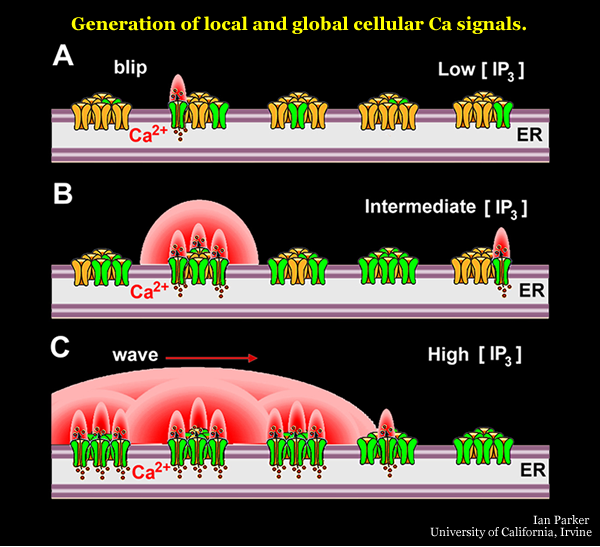 Generation of local and global cellular Ca signals.
A
blip
Low [ IP₃ ]
Ca²⁺
ER
B
Intermediate [ IP₃ ]
Ca²⁺
ER
C
wave
High [ IP₃ ]
Ca²⁺
ER
Ian Parker
University of California, Irvine